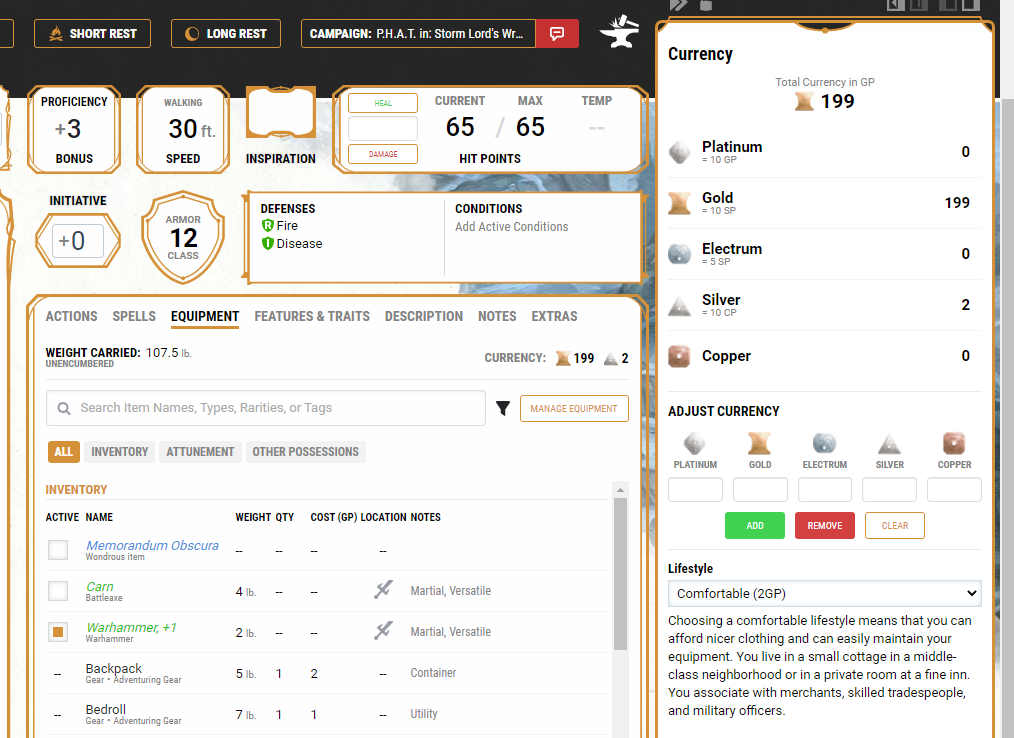 SHORT REST
LONG REST
CAMPAIGN: P.H.A.T. in: Storm Lord's Wr...
PROFICIENCY
+3
BONUS
WALKING
30 ft.
SPEED
INSPIRATION
HEAL
DAMAGE
CURRENT MAX TEMP
65 / 65 --
HIT POINTS
INITIATIVE
+0
ARMOR
12
CLASS
DEFENSES
R Fire
I Disease
CONDITIONS
Add Active Conditions
ACTIONS SPELLS EQUIPMENT FEATURES & TRAITS DESCRIPTION NOTES EXTRAS
WEIGHT CARRIED: 107.5 lb.
UNENCUMBERED
CURRENCY: 199 2
Search Item Names, Types, Rarities, or Tags
MANAGE EQUIPMENT
ALL INVENTORY ATTUNEMENT OTHER POSSESSIONS
INVENTORY
ACTIVE NAME WEIGHT QTY COST (GP) LOCATION NOTES
Memorandum Obscura -- -- -- --
Wondrous item
Carn 4 lb. -- -- Martial, Versatile
Battleaxe
Warhammer, +1 2 lb. -- -- Martial, Versatile
Warhammer
-- Backpack 5 lb. 1 2 -- Container
Gear • Adventuring Gear
-- Bedroll 7 lb. 1 1 -- Utility
Gear • Adventuring Gear
Currency
Total Currency in GP
199
Platinum 0
= 10 GP
Gold 199
= 10 SP
Electrum 0
= 5 SP
Silver 2
= 10 CP
Copper 0
ADJUST CURRENCY
PLATINUM GOLD ELECTRUM SILVER COPPER
ADD REMOVE CLEAR
Lifestyle
Comfortable (2GP)
Choosing a comfortable lifestyle means that you can
afford nicer clothing and can easily maintain your
equipment. You live in a small cottage in a middle-
class neighborhood or in a private room at a fine inn.
You associate with merchants, skilled tradespeople,
and military officers.